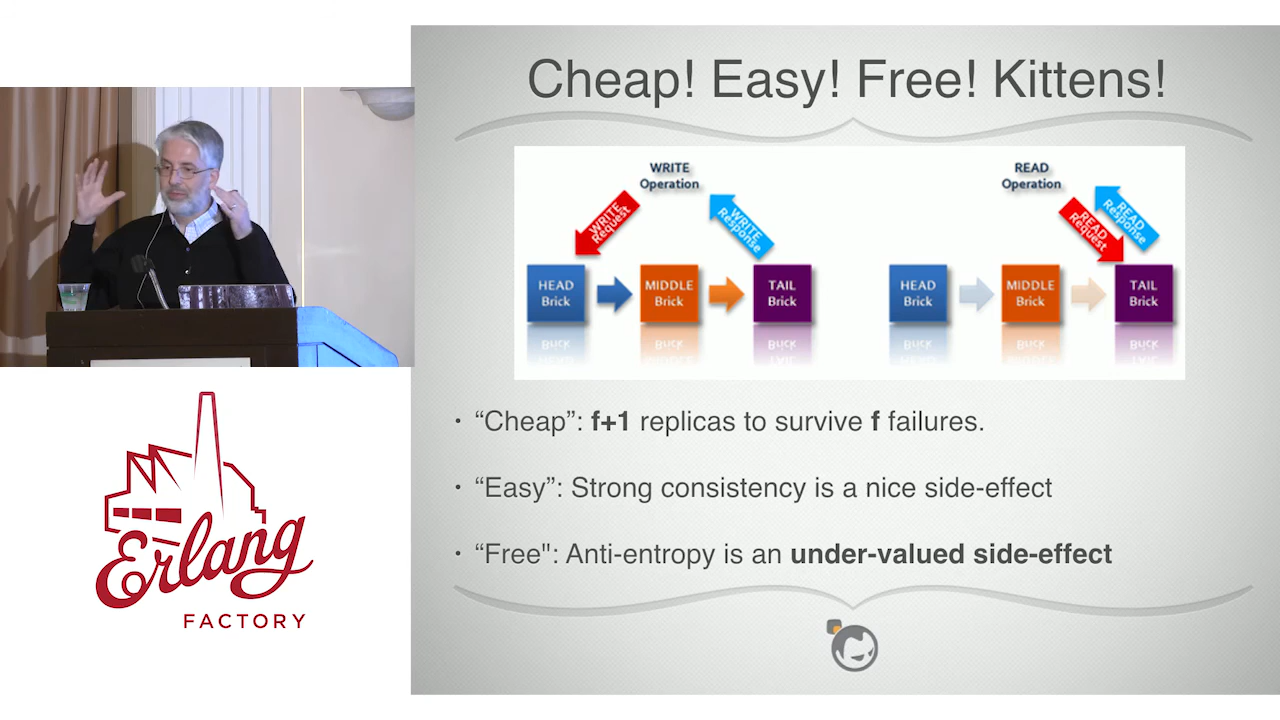 Cheap! Easy! Free! Kittens!
WRITE
Operation
WRITE
Request
WRITE
Response
HEAD
Brick
MIDDLE
Brick
TAIL
Brick
READ
Operation
READ
Request
READ
Response
HEAD
Brick
MIDDLE
Brick
TAIL
Brick
• “Cheap”: f+1 replicas to survive f failures.
• “Easy”: Strong consistency is a nice side-effect
• “Free": Anti-entropy is an under-valued side-effect
Erlang
FACTORY